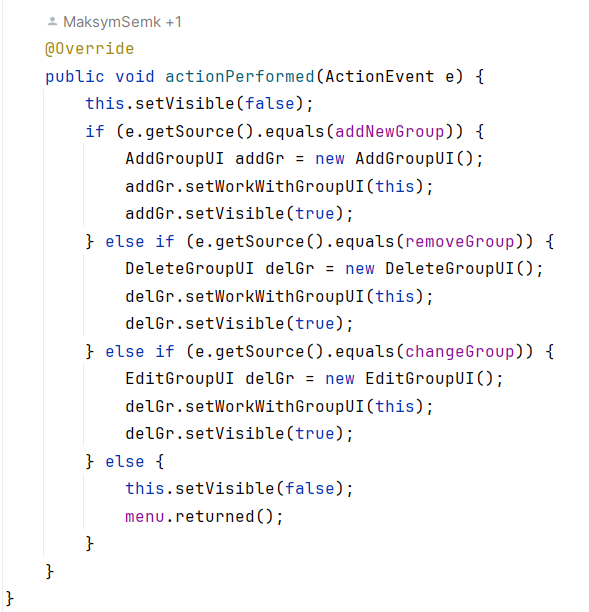 MaksymSemk +1
@Override
public void actionPerformed(ActionEvent e) {
this.setVisible(false);
if (e.getSource().equals(addNewGroup)) {
AddGroupUI addGr = new AddGroupUI();
addGr.setWorkWithGroupUI(this);
addGr.setVisible(true);
} else if (e.getSource().equals(removeGroup)) {
DeleteGroupUI delGr = new DeleteGroupUI();
delGr.setWorkWithGroupUI(this);
delGr.setVisible(true);
} else if (e.getSource().equals(changeGroup)) {
EditGroupUI delGr = new EditGroupUI();
delGr.setWorkWithGroupUI(this);
delGr.setVisible(true);
} else {
this.setVisible(false);
menu.returned();
}
}
}